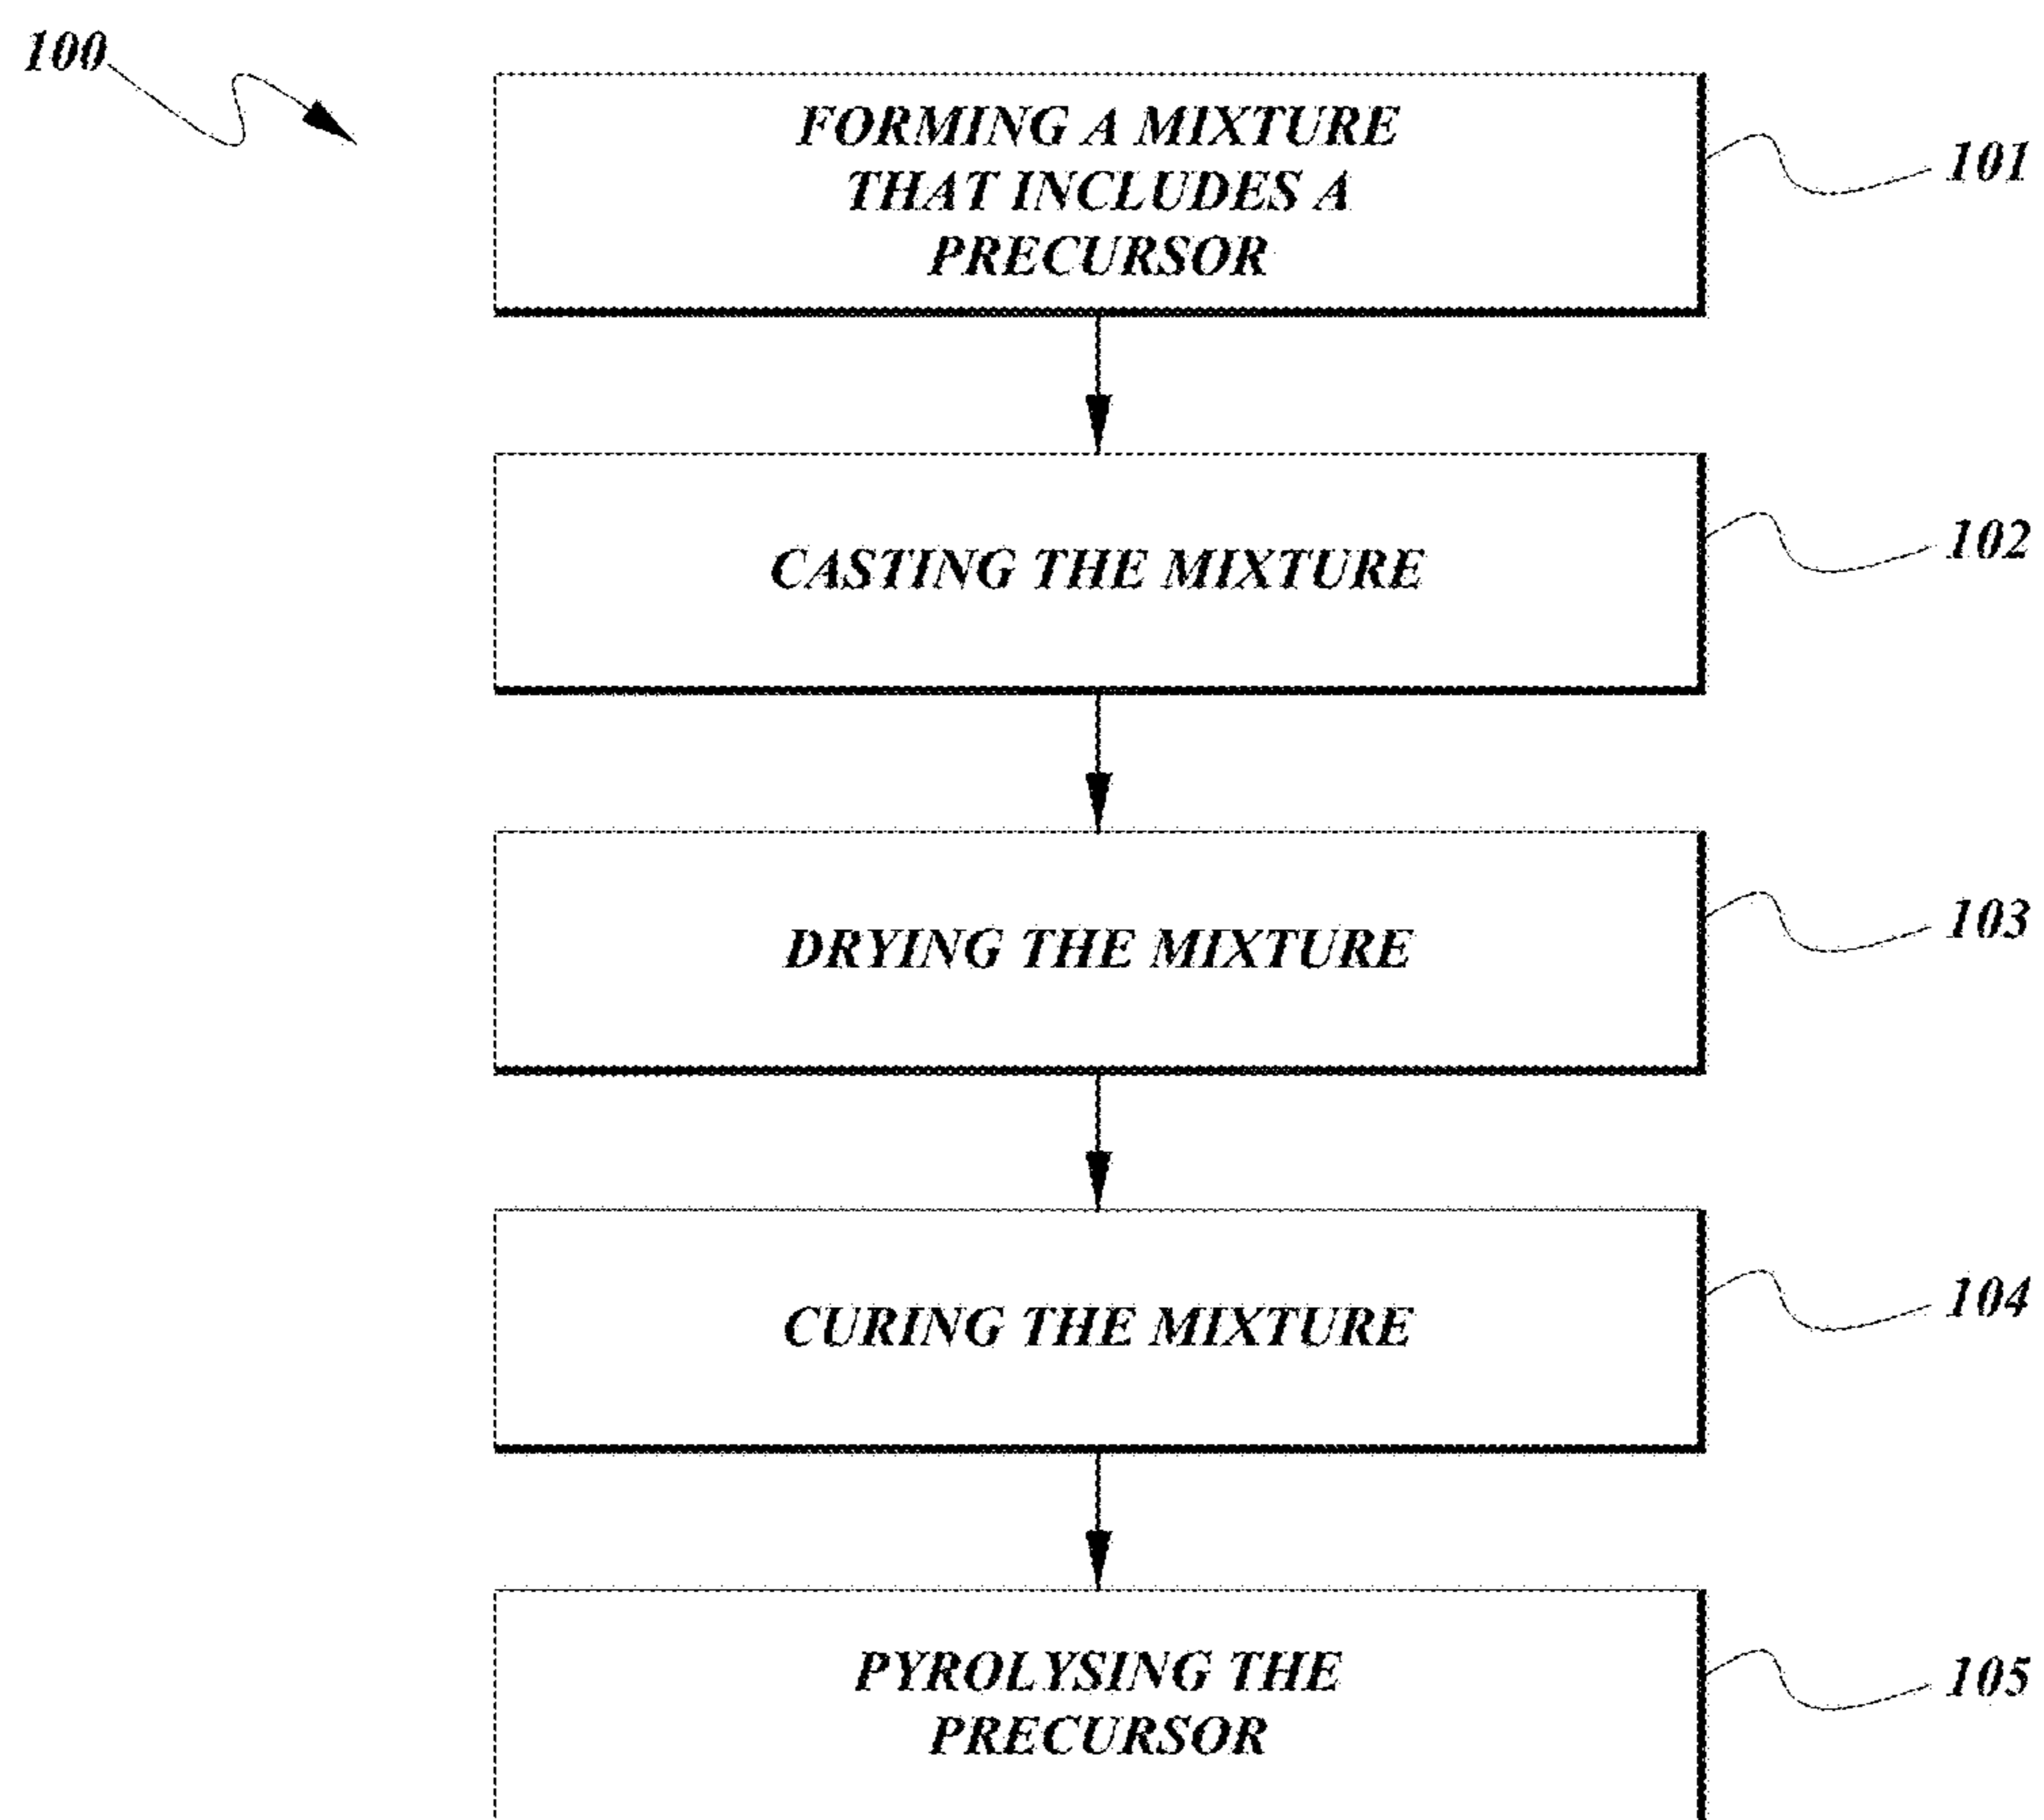 100
FORMING A MIXTURE
THAT INCLUDES A
PRECURSOR
101
CASTING THE MIXTURE
102
DRYING THE MIXTURE
103
CURING THE MIXTURE
104
PYROLYSING THE
PRECURSOR
105